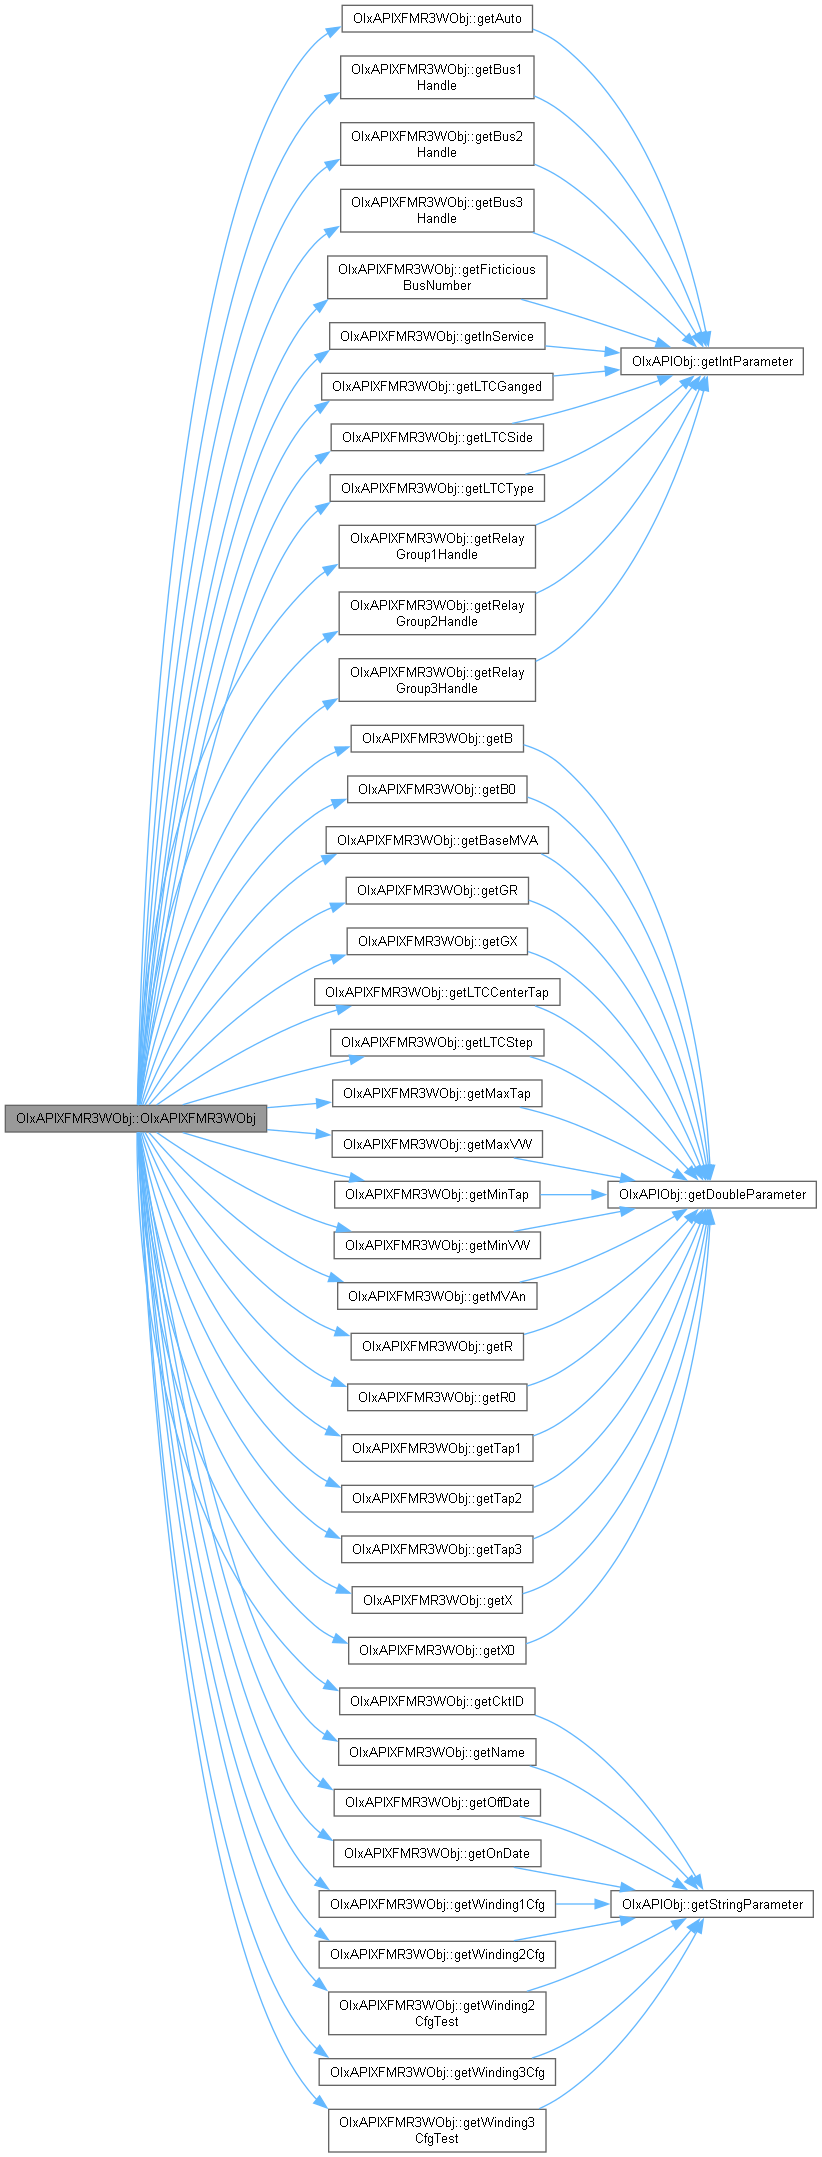 OlxAPIXFMR3WObj::getAuto
OlxAPIXFMR3WObj::getBus1
Handle
OlxAPIXFMR3WObj::getBus2
Handle
OlxAPIXFMR3WObj::getBus3
Handle
OlxAPIXFMR3WObj::getFicticious
BusNumber
OlxAPIXFMR3WObj::getInService
OlxAPIObj::getIntParameter
OlxAPIXFMR3WObj::getLTCGanged
OlxAPIXFMR3WObj::getLTCSide
OlxAPIXFMR3WObj::getLTCType
OlxAPIXFMR3WObj::getRelay
Group1Handle
OlxAPIXFMR3WObj::getRelay
Group2Handle
OlxAPIXFMR3WObj::getRelay
Group3Handle
OlxAPIXFMR3WObj::getB
OlxAPIXFMR3WObj::getB0
OlxAPIXFMR3WObj::getBaseMVA
OlxAPIXFMR3WObj::getGR
OlxAPIXFMR3WObj::getGX
OlxAPIXFMR3WObj::getLTCCenterTap
OlxAPIXFMR3WObj::getLTCStep
OlxAPIXFMR3WObj::getMaxTap
OlxAPIXFMR3WObj::OlxAPIXFMR3WObj
OlxAPIXFMR3WObj::getMaxVW
OlxAPIXFMR3WObj::getMinTap
OlxAPIObj::getDoubleParameter
OlxAPIXFMR3WObj::getMinVW
OlxAPIXFMR3WObj::getMVAn
OlxAPIXFMR3WObj::getR
OlxAPIXFMR3WObj::getR0
OlxAPIXFMR3WObj::getTap1
OlxAPIXFMR3WObj::getTap2
OlxAPIXFMR3WObj::getTap3
OlxAPIXFMR3WObj::getX
OlxAPIXFMR3WObj::getX0
OlxAPIXFMR3WObj::getCktID
OlxAPIXFMR3WObj::getName
OlxAPIXFMR3WObj::getOffDate
OlxAPIXFMR3WObj::getOnDate
OlxAPIXFMR3WObj::getWinding1Cfg
OlxAPIObj::getStringParameter
OlxAPIXFMR3WObj::getWinding2Cfg
OlxAPIXFMR3WObj::getWinding2
CfgTest
OlxAPIXFMR3WObj::getWinding3Cfg
OlxAPIXFMR3WObj::getWinding3
CfgTest